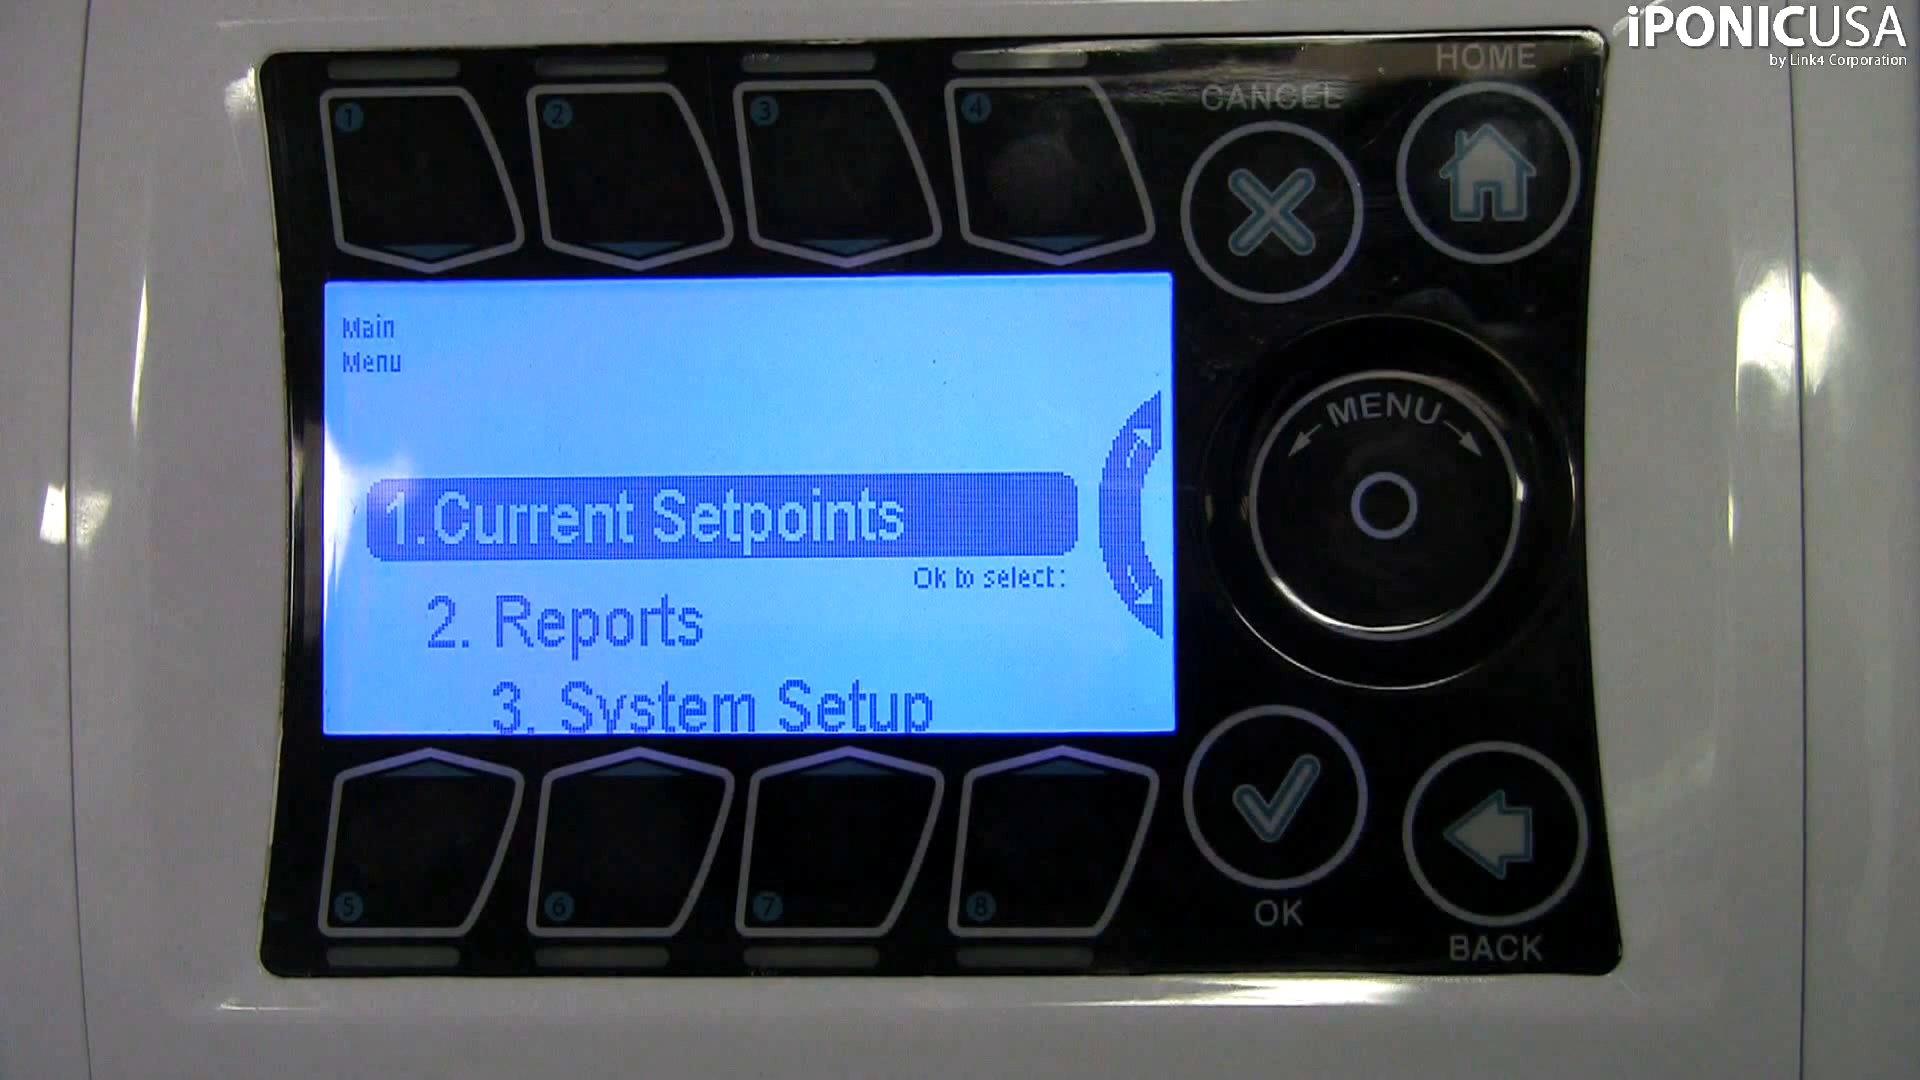 iPONICUSA
by Link4 Corporation
HOME
CANCEL
1
2
3
4
Main
Menu
MENU
1.Current Setpoints
Ok to select:
2. Reports
3. System Setup
5
6
7
8
OK
BACK